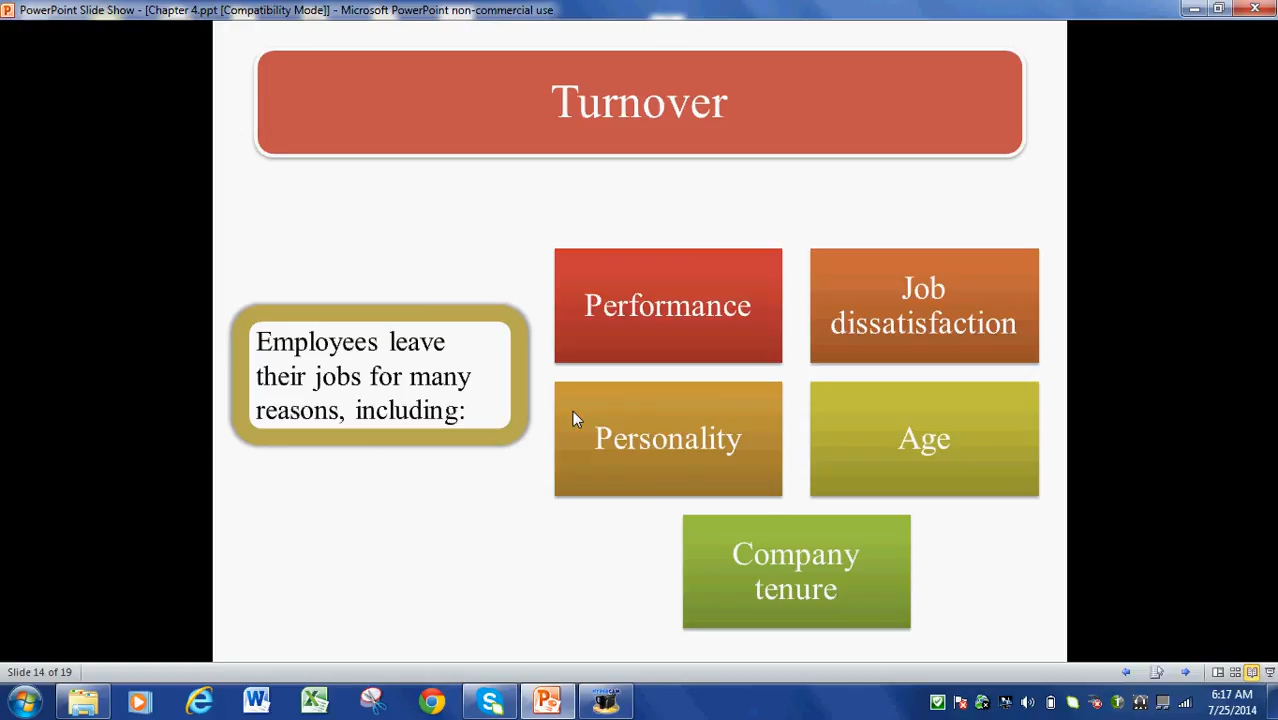 PowerPoint Slide Show - [Chapter 4.ppt [Compatibility Mode]] - Microsoft PowerPoint non-commercial use
Turnover
Employees leave
their jobs for many
reasons, including:
Performance
Job
dissatisfaction
Personality
Age
Company
tenure
Slide 14 of 19
6:17 AM
7/25/2014